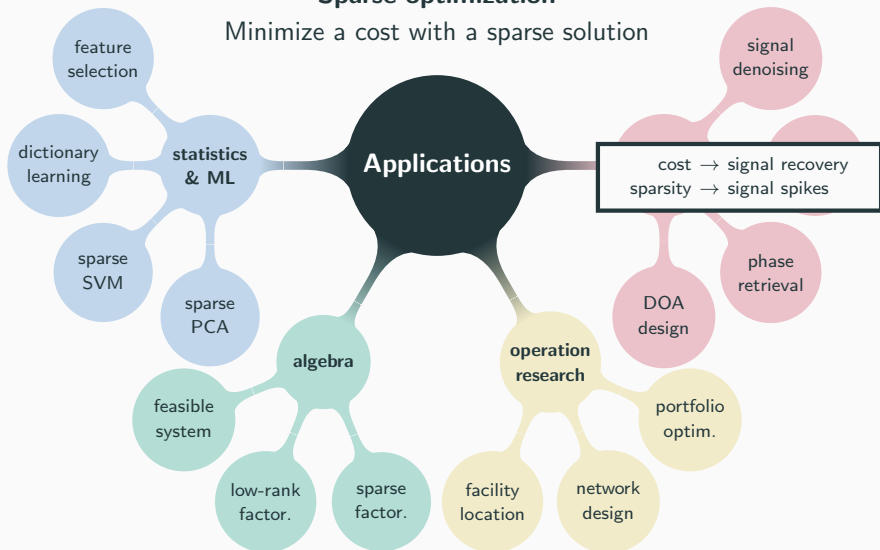 Sparse optimization
Minimize a cost with a sparse solution
feature
selection
dictionary
learning
statistics
& ML
sparse
SVM
sparse
PCA
Applications
signal
denoising
cost → signal recovery
sparsity → signal spikes
phase
retrieval
DOA
design
algebra
feasible
system
low-rank
factor.
sparse
factor.
operation
research
portfolio
optim.
facility
location
network
design